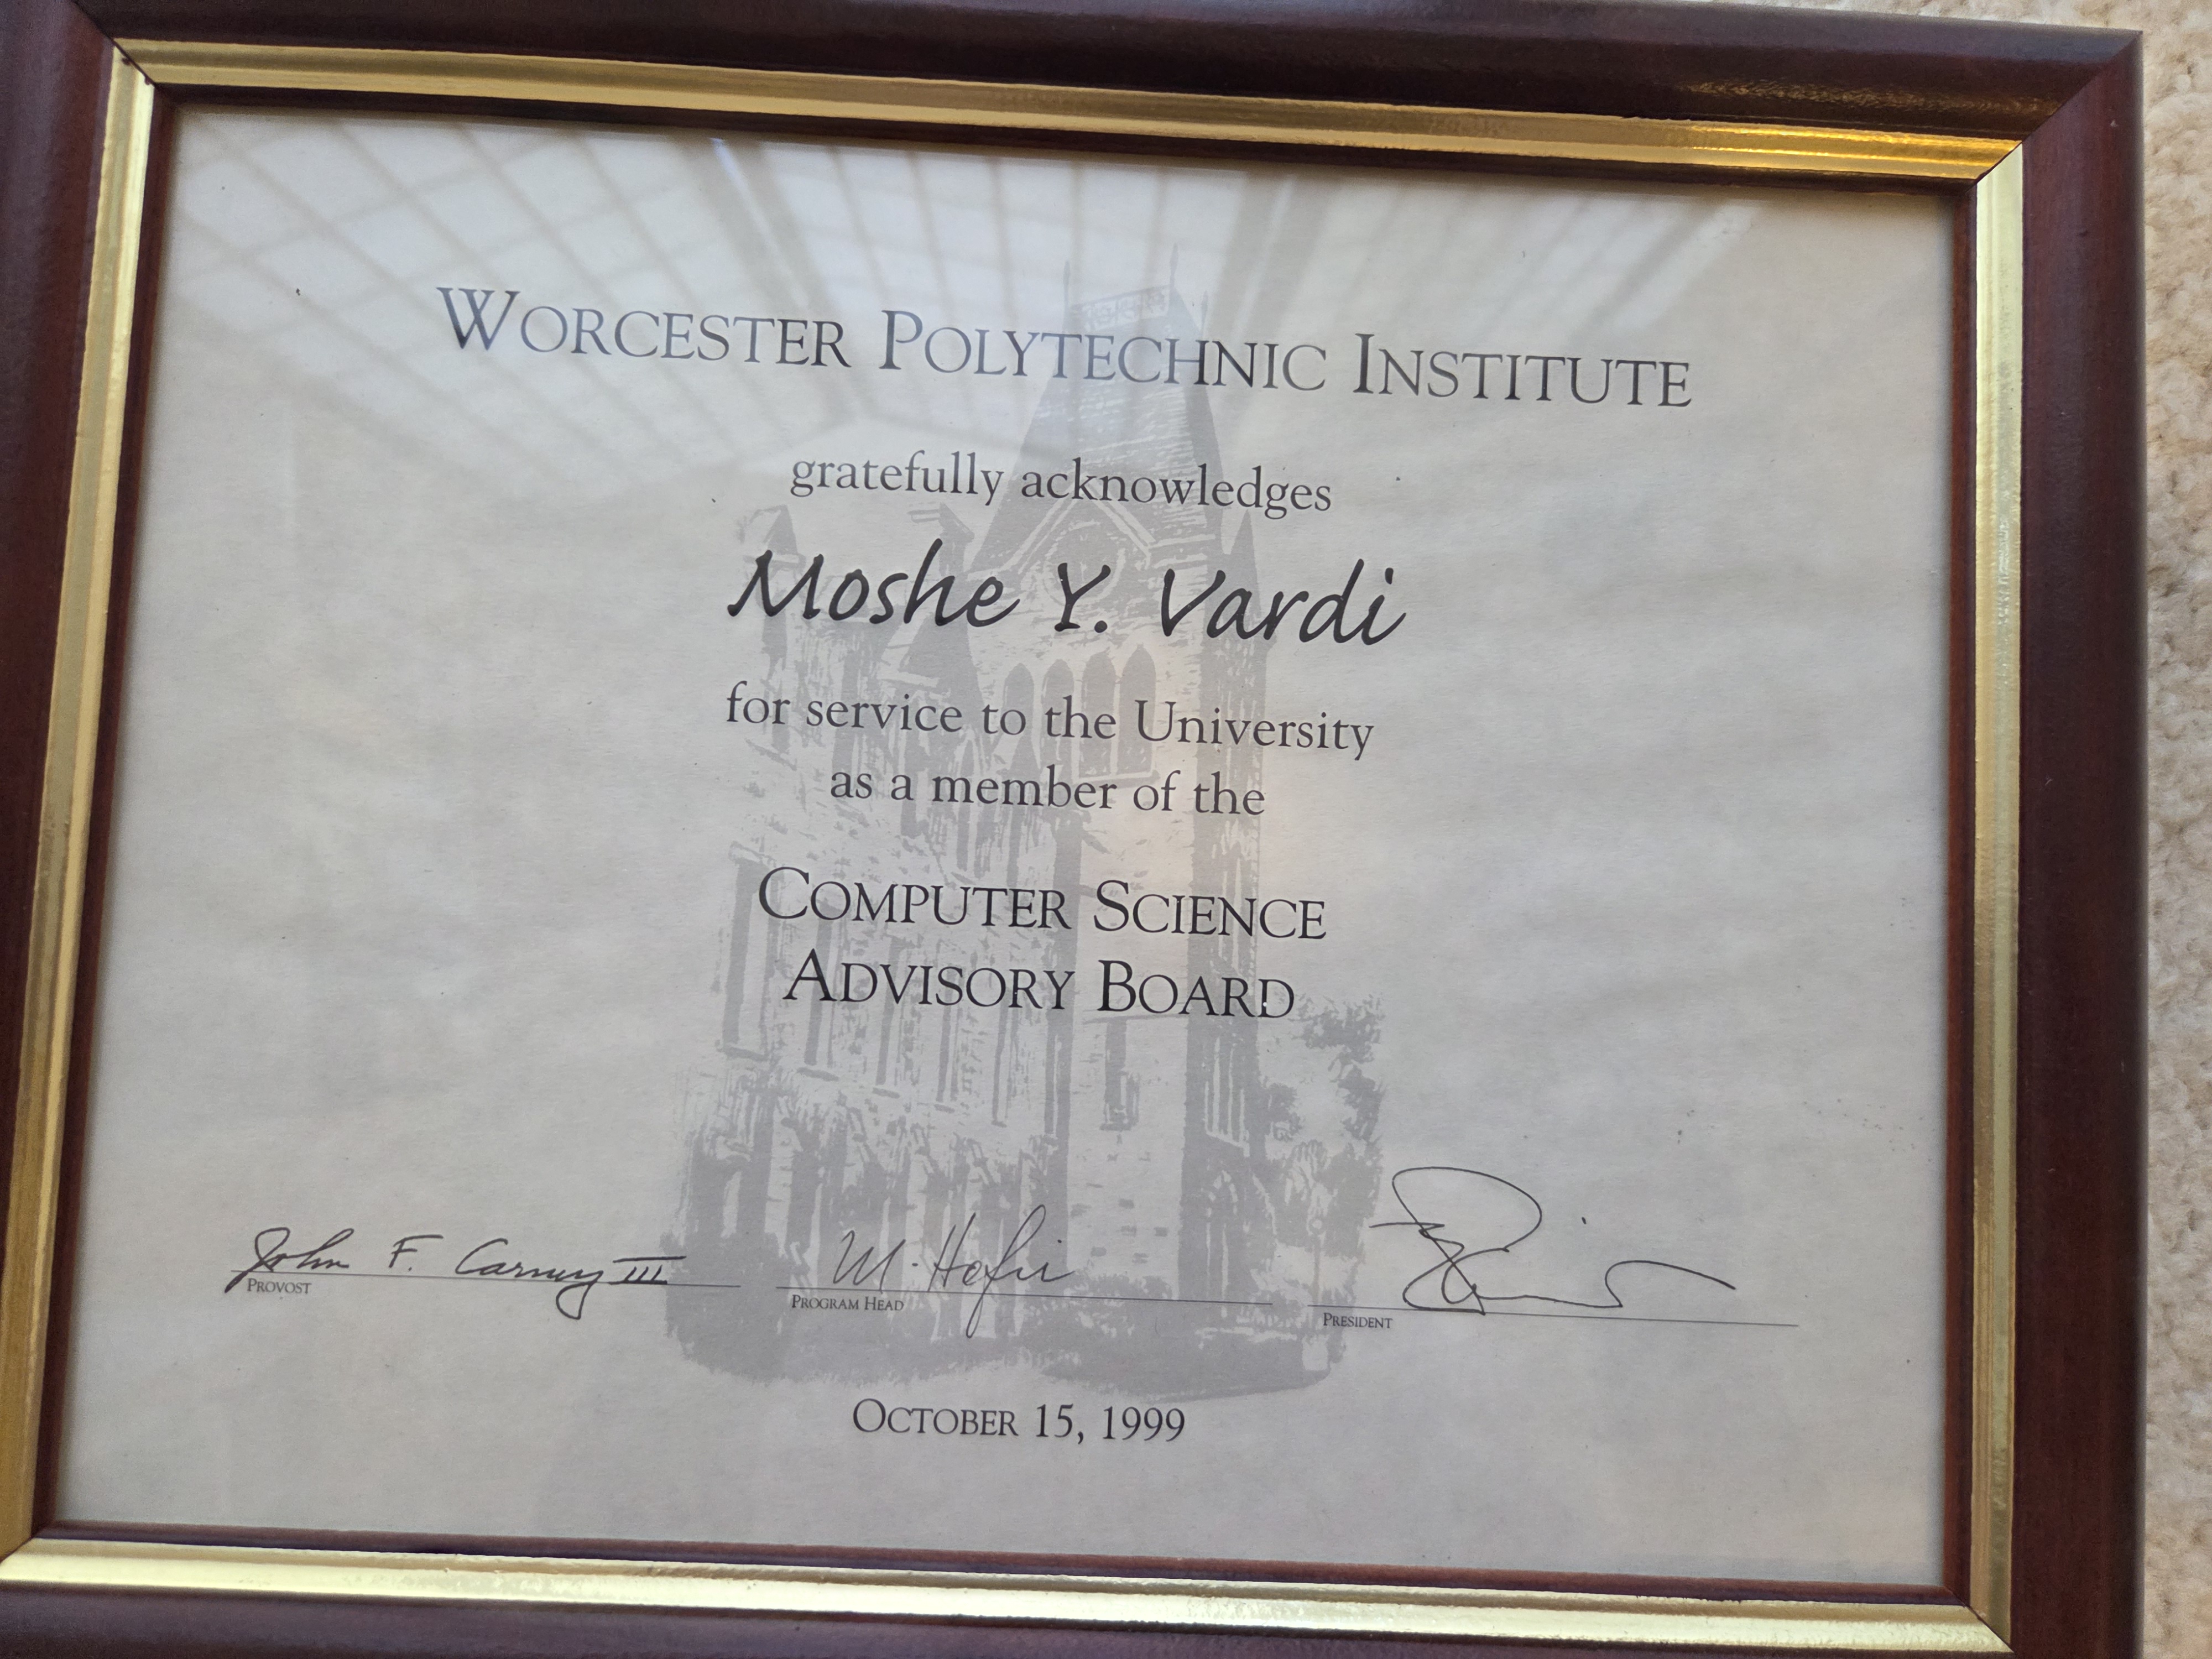 WORCESTER POLYTECHNIC INSTITUTE
gratefully acknowledges
Moshe Y. Vardi
for service to the University
as a member of the
COMPUTER SCIENCE
ADVISORY BOARD
John F. Carney III
PROVOST
M. Hofri
PROGRAM HEAD
PRESIDENT
OCTOBER 15, 1999